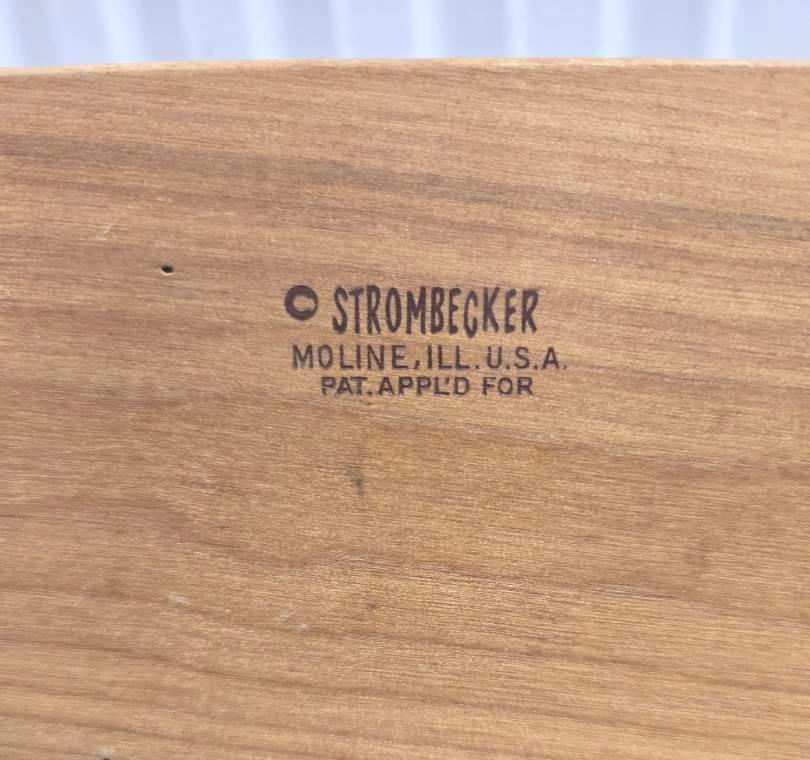 © STROMBECKER
MOLINE, ILL. U.S.A.
PAT. APPL'D FOR